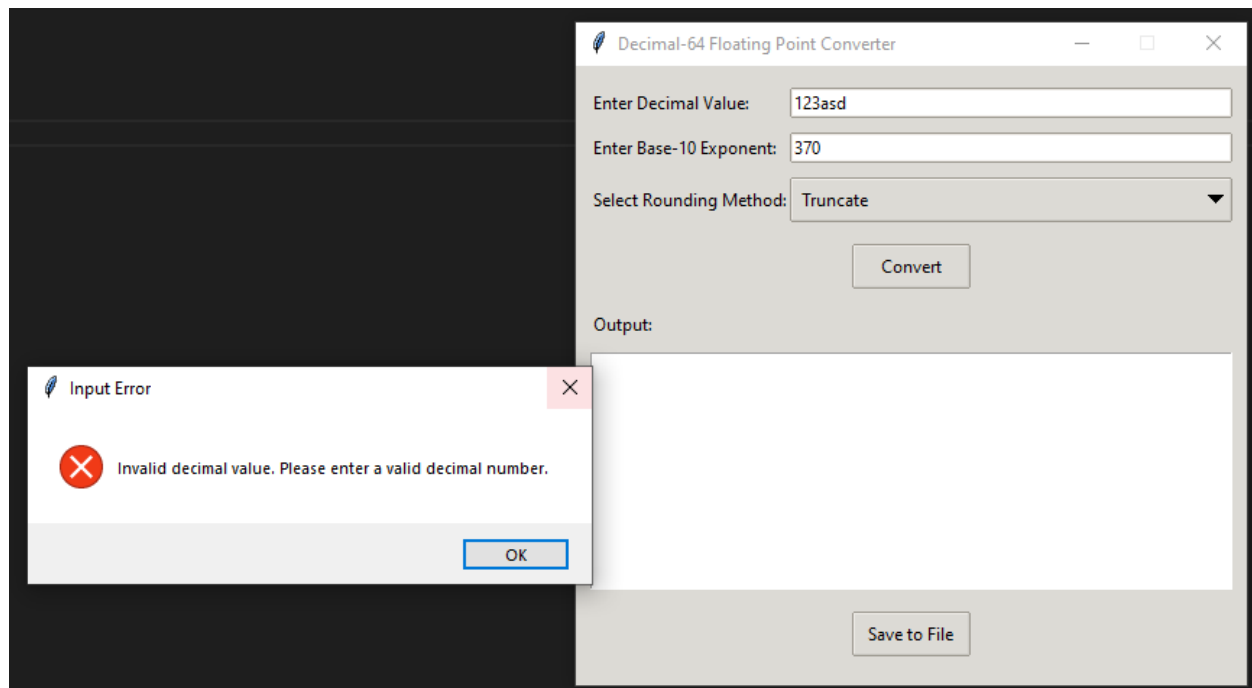 Decimal-64 Floating Point Converter
Enter Decimal Value: 123asd
Enter Base-10 Exponent: 370
Select Rounding Method: Truncate
Convert
Output:
Input Error
Invalid decimal value. Please enter a valid decimal number.
OK
Save to File